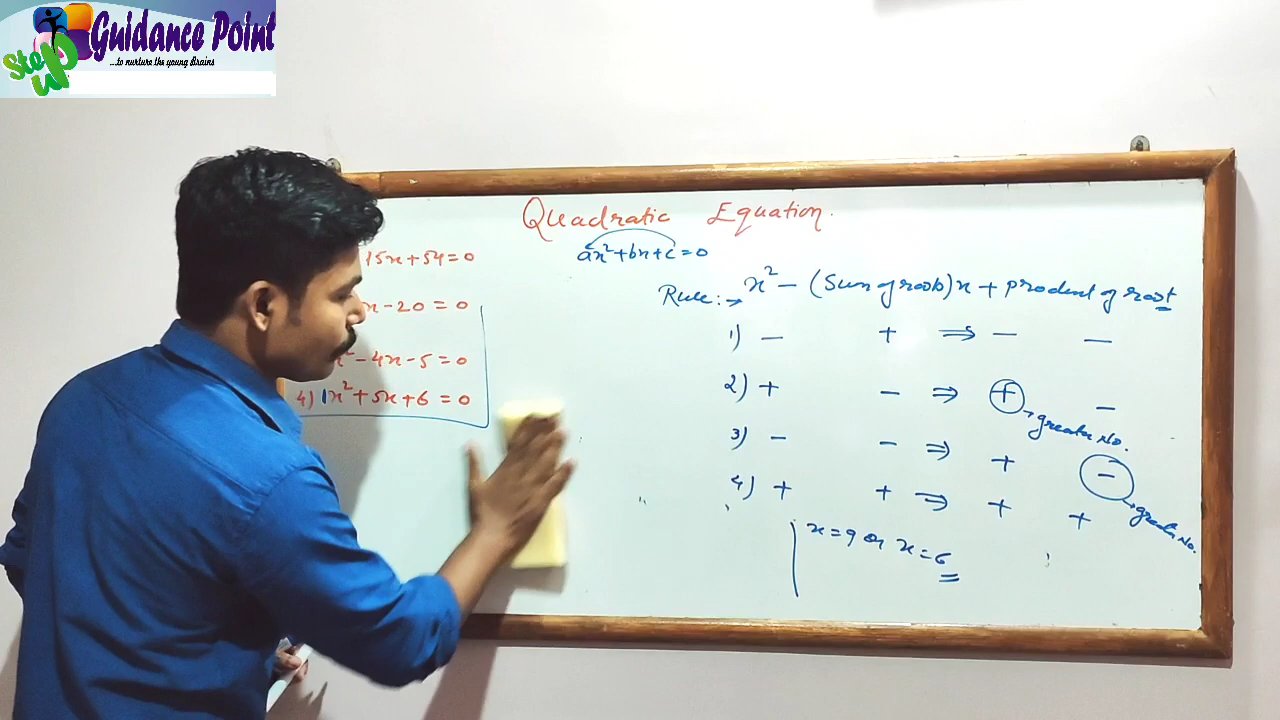 Step up Guidance Point
...to nurture the young Brains
Quadratic Equation.
ax²+bx+c=0
15x+54=0
x-20=0
x²-4x-5=0
4) 1x²+5x+6=0
Rule:→ x² - (Sum of roots)x + product of root
1) - + ⇒ - -
2) + - ⇒ + -
greater No.
3) - - ⇒ + -
greater No.
4) + + ⇒ + +
x=9 or x=6